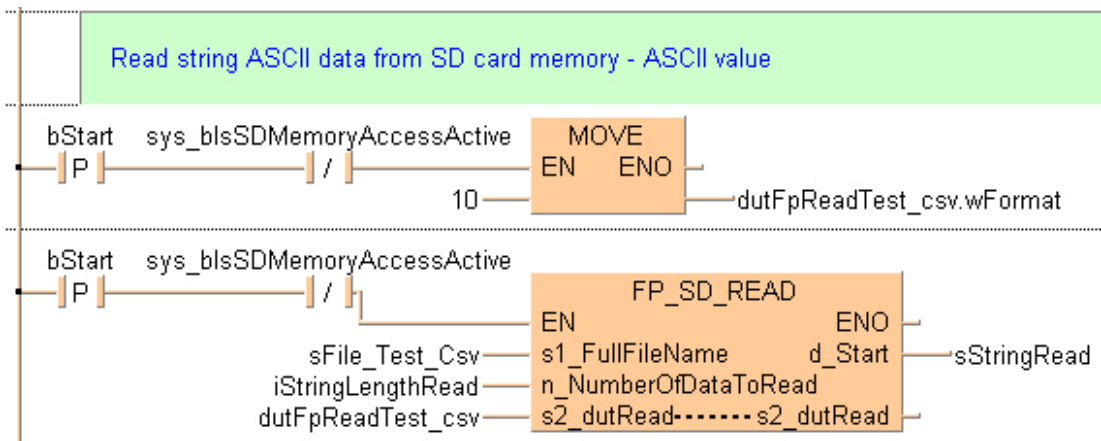 Read string ASCII data from SD card memory - ASCII value
bStart sys_bIsSDMemoryAccessActive MOVE
P / EN ENO
10 dutFpReadTest_csv.wFormat
bStart sys_bIsSDMemoryAccessActive
P / FP_SD_READ
EN ENO
sFile_Test_Csv s1_FullFileName d_Start sStringRead
iStringLengthRead n_NumberOfDataToRead
dutFpReadTest_csv s2_dutRead s2_dutRead